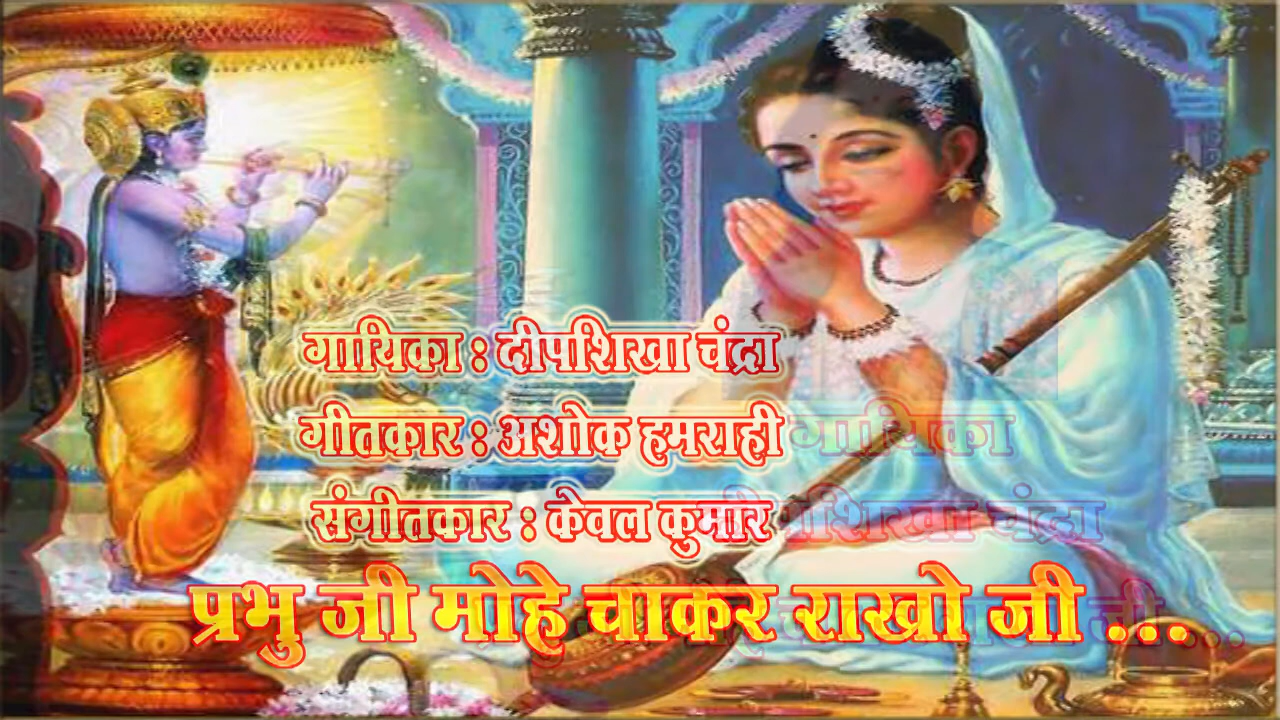 गायिका : दीपशिखा चंद्रा
गीतकार : अशोक हमराही
गायिका
संगीतकार : केवल कुमार
शिखा चंद्रा
प्रभु जी मोहे चाकर राखो जी ...